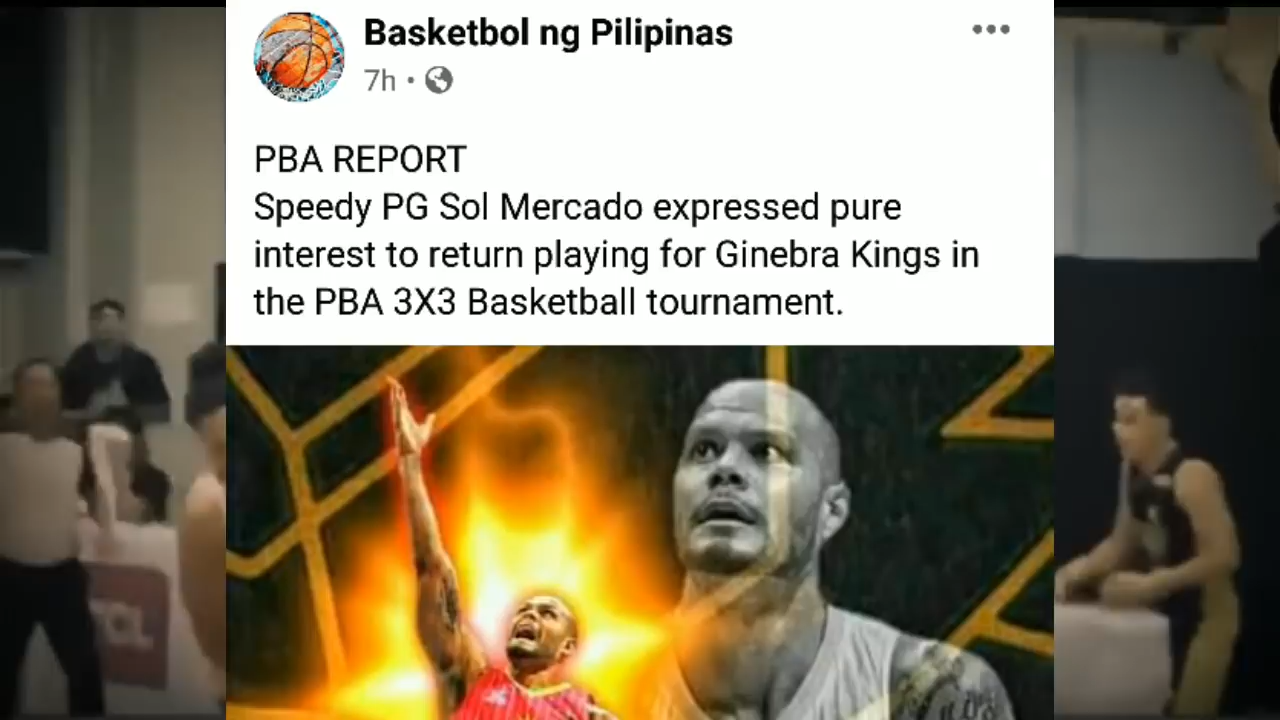 Basketbol ng Pilipinas
7h •
PBA REPORT
Speedy PG Sol Mercado expressed pure
interest to return playing for Ginebra Kings in
the PBA 3X3 Basketball tournament.